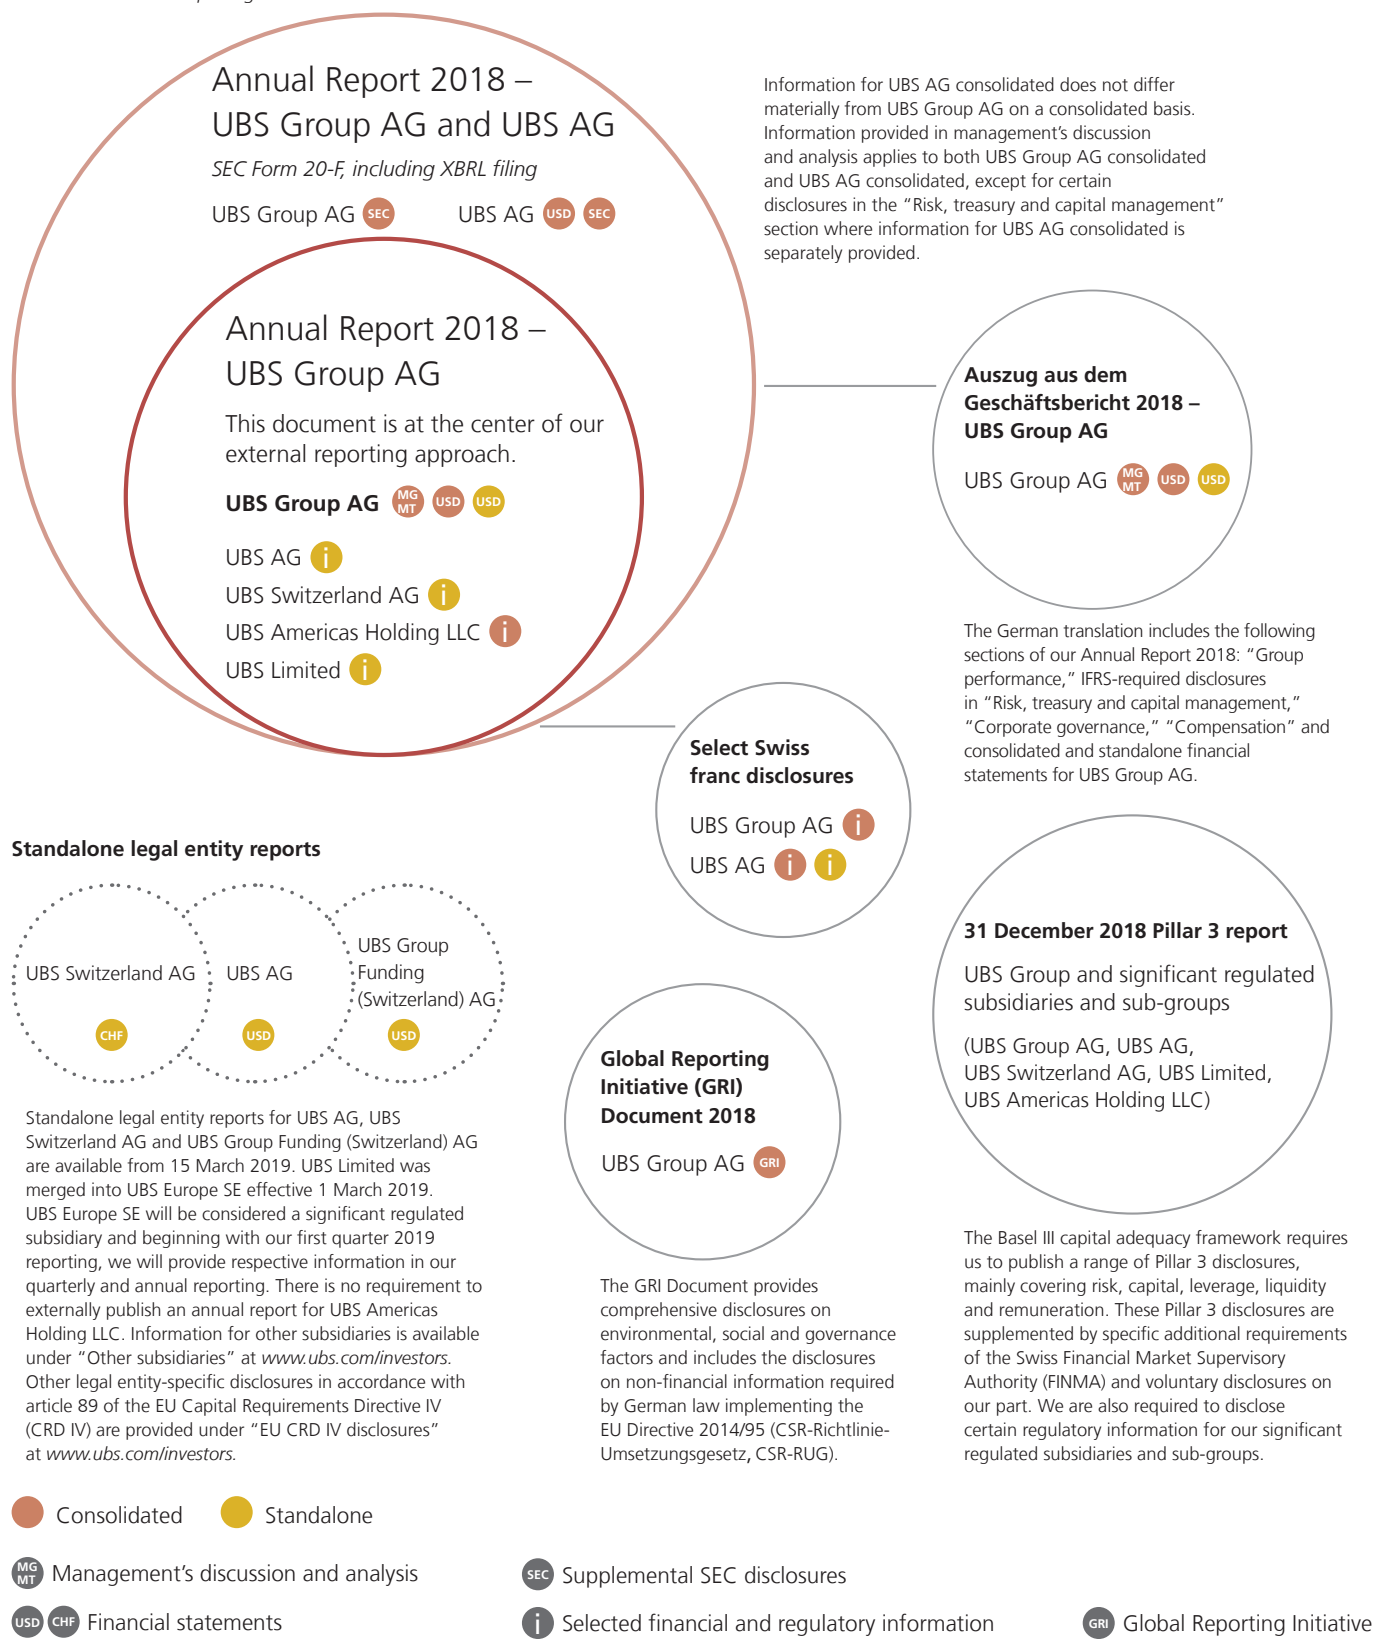 Annual Report 2018 –
UBS Group AG and UBS AG
SEC Form 20-F, including XBRL filing
UBS Group AG SEC UBS AG USD SEC
Information for UBS AG consolidated does not differ
materially from UBS Group AG on a consolidated basis.
Information provided in management’s discussion
and analysis applies to both UBS Group AG consolidated
and UBS AG consolidated, except for certain
disclosures in the “Risk, treasury and capital management”
section where information for UBS AG consolidated is
separately provided.
Annual Report 2018 –
UBS Group AG
This document is at the center of our
external reporting approach.
UBS Group AG MG MT USD USD
UBS AG i
UBS Switzerland AG i
UBS Americas Holding LLC i
UBS Limited i
Auszug aus dem
Geschäftsbericht 2018 –
UBS Group AG
UBS Group AG MG MT USD USD
The German translation includes the following
sections of our Annual Report 2018: “Group
performance,” IFRS-required disclosures
in “Risk, treasury and capital management,”
“Corporate governance,” “Compensation” and
consolidated and standalone financial
statements for UBS Group AG.
Select Swiss
franc disclosures
UBS Group AG i
UBS AG i i
Standalone legal entity reports
UBS Switzerland AG
CHF
UBS AG
USD
UBS Group
Funding
(Switzerland) AG
USD
Standalone legal entity reports for UBS AG, UBS
Switzerland AG and UBS Group Funding (Switzerland) AG
are available from 15 March 2019. UBS Limited was
merged into UBS Europe SE effective 1 March 2019.
UBS Europe SE will be considered a significant regulated
subsidiary and beginning with our first quarter 2019
reporting, we will provide respective information in our
quarterly and annual reporting. There is no requirement to
externally publish an annual report for UBS Americas
Holding LLC. Information for other subsidiaries is available
under “Other subsidiaries” at www.ubs.com/investors.
Other legal entity-specific disclosures in accordance with
article 89 of the EU Capital Requirements Directive IV
(CRD IV) are provided under “EU CRD IV disclosures”
at www.ubs.com/investors.
Global Reporting
Initiative (GRI)
Document 2018
UBS Group AG GRI
The GRI Document provides
comprehensive disclosures on
environmental, social and governance
factors and includes the disclosures
on non-financial information required
by German law implementing the
EU Directive 2014/95 (CSR-Richtlinie-
Umsetzungsgesetz, CSR-RUG).
31 December 2018 Pillar 3 report
UBS Group and significant regulated
subsidiaries and sub-groups
(UBS Group AG, UBS AG,
UBS Switzerland AG, UBS Limited,
UBS Americas Holding LLC)
The Basel III capital adequacy framework requires
us to publish a range of Pillar 3 disclosures,
mainly covering risk, capital, leverage, liquidity
and remuneration. These Pillar 3 disclosures are
supplemented by specific additional requirements
of the Swiss Financial Market Supervisory
Authority (FINMA) and voluntary disclosures on
our part. We are also required to disclose
certain regulatory information for our significant
regulated subsidiaries and sub-groups.
Consolidated Standalone
MG MT Management’s discussion and analysis
SEC Supplemental SEC disclosures
USD CHF Financial statements
i Selected financial and regulatory information
GRI Global Reporting Initiative